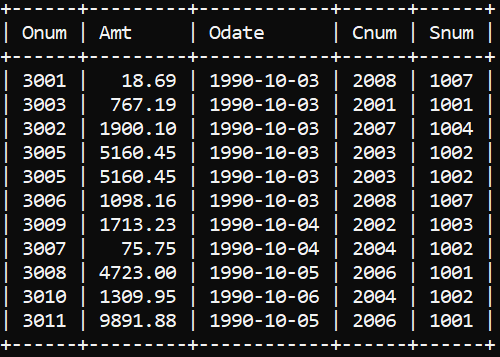 +------+---------+------------+------+------+
| Onum | Amt     | Odate      | Cnum | Snum |
+------+---------+------------+------+------+
| 3001 |   18.69 | 1990-10-03 | 2008 | 1007 |
| 3003 |  767.19 | 1990-10-03 | 2001 | 1001 |
| 3002 | 1900.10 | 1990-10-03 | 2007 | 1004 |
| 3005 | 5160.45 | 1990-10-03 | 2003 | 1002 |
| 3005 | 5160.45 | 1990-10-03 | 2003 | 1002 |
| 3006 | 1098.16 | 1990-10-03 | 2008 | 1007 |
| 3009 | 1713.23 | 1990-10-04 | 2002 | 1003 |
| 3007 |   75.75 | 1990-10-04 | 2004 | 1002 |
| 3008 | 4723.00 | 1990-10-05 | 2006 | 1001 |
| 3010 | 1309.95 | 1990-10-06 | 2004 | 1002 |
| 3011 | 9891.88 | 1990-10-05 | 2006 | 1001 |
+------+---------+------------+------+------+